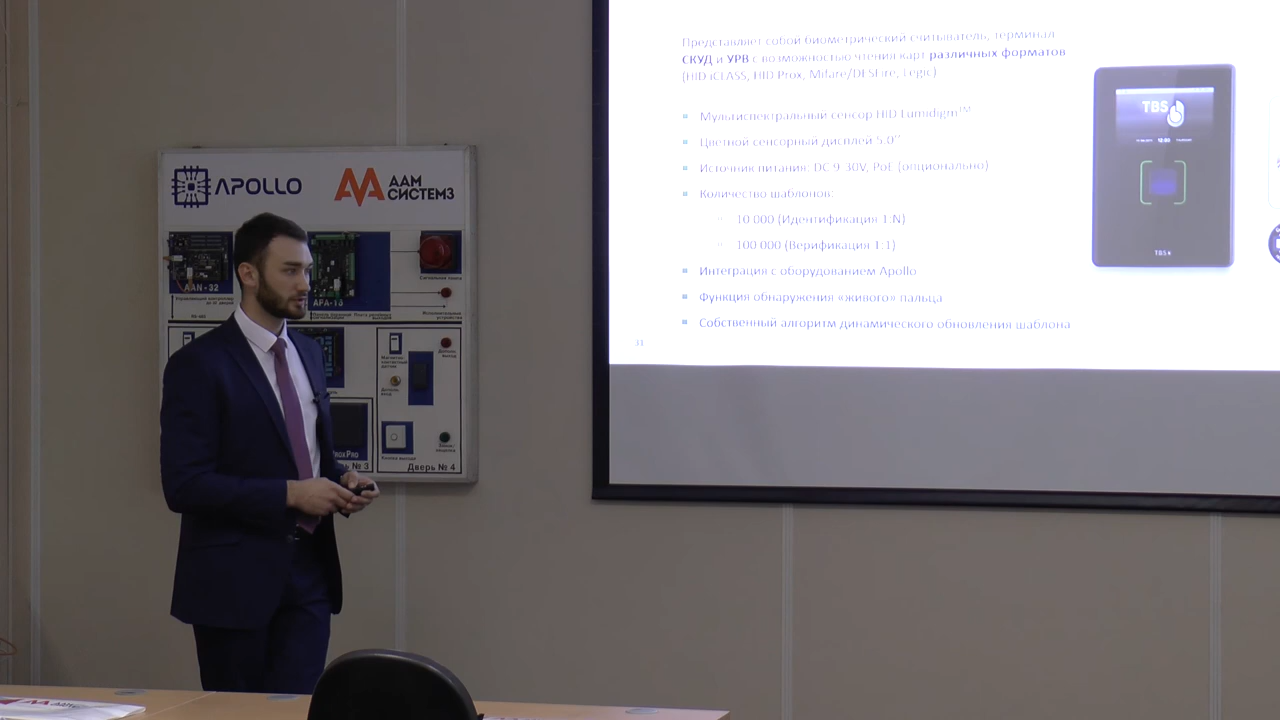 Представляет собой биометрический считыватель, терминал
СКУД и УРВ с возможностью чтения карт различных форматов
(HID iCLASS, HID Prox, Mifare/DESFire, Legic)
Мультиспектральный сенсор HID Lumidigm™
Цветной сенсорный дисплей 5.0"
Источник питания: DC 9-30V, PoE (опционально)
Количество шаблонов:
10 000 (Идентификация 1:N)
100 000 (Верификация 1:1)
Интеграция с оборудованием Apollo
Функция обнаружения «живого» пальца
Собственный алгоритм динамического обновления шаблона
TBS
TBS
APOLLO
ААМ
СИСТЕМЗ
AAN-32
Дверь № 4
№ 3